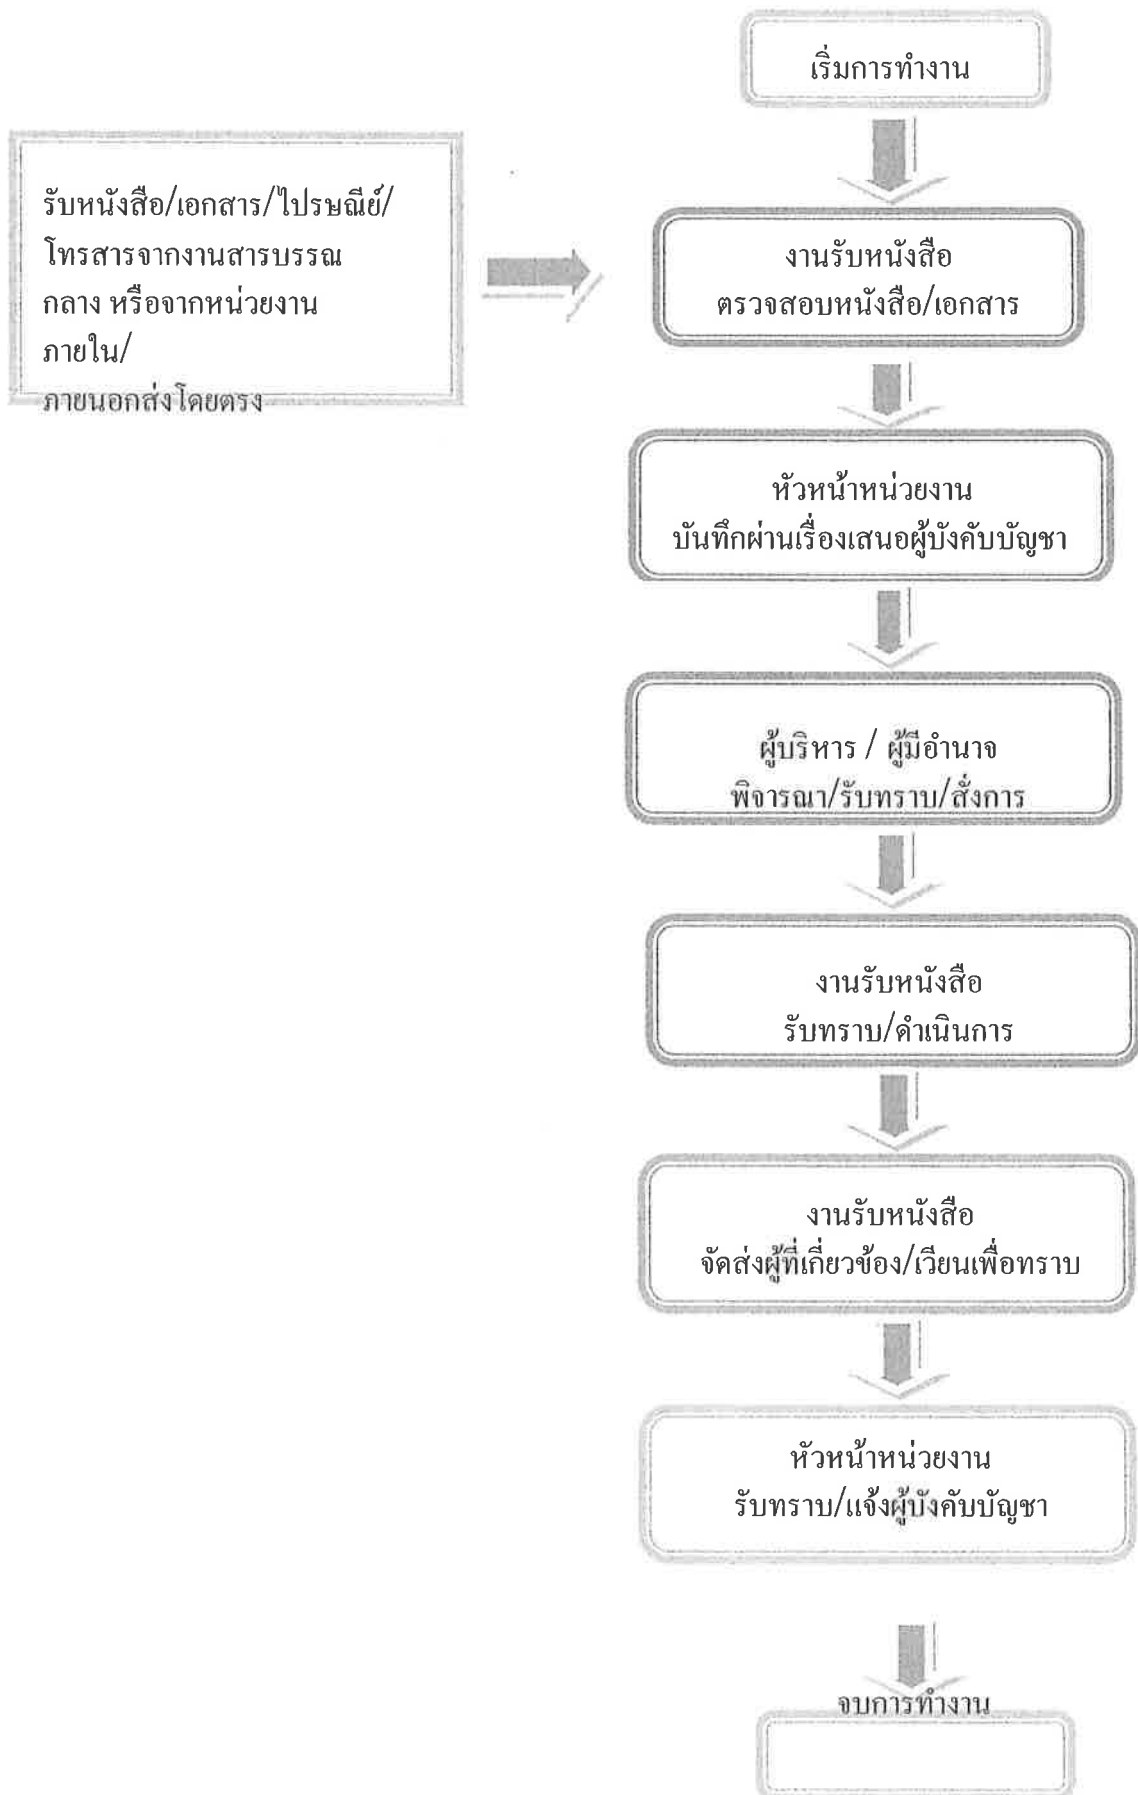 เริ่มการทำงาน
รับหนังสือ/เอกสาร/ไปรษณีย์/
โทรสารจากงานสารบรรณ
กลาง หรือจากหน่วยงาน
ภายใน/
ภายนอกส่งโดยตรง
งานรับหนังสือ
ตรวจสอบหนังสือ/เอกสาร
หัวหน้าหน่วยงาน
บันทึกผ่านเรื่องเสนอผู้บังคับบัญชา
ผู้บริหาร / ผู้มีอำนาจ
พิจารณา/รับทราบ/สั่งการ
งานรับหนังสือ
รับทราบ/ดำเนินการ
งานรับหนังสือ
จัดส่งผู้ที่เกี่ยวข้อง/เวียนเพื่อทราบ
หัวหน้าหน่วยงาน
รับทราบ/แจ้งผู้บังคับบัญชา
จบการทำงาน